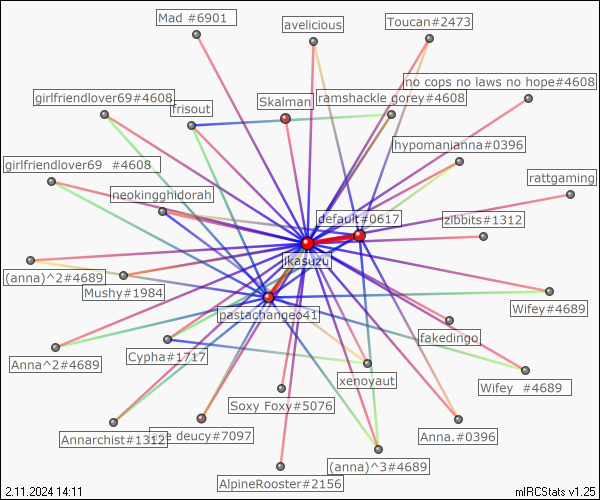 Mad #6901
avelicious
Toucan#2473
no cops no laws no hope#4608
girlfriendlover69#4608
frisout
Skalman
ramshackle gorey#4608
hypomanianna#0396
girlfriendlover69 #4608
rattgaming
neokingghidorah
default#0617
zibbits#1312
ikasuzu
(anna)^2#4689
Mushy#1984
pastachangeo41
Wifey#4689
fakedingo
Anna^2#4689
Cypha#1717
xenoyaut
Wifey #4689
Soxy Foxy#5076
Annarchist#1312
deucy#7097
Anna.#0396
(anna)^3#4689
AlpineRooster#2156
2.11.2024 14:11
mIRCStats v1.25